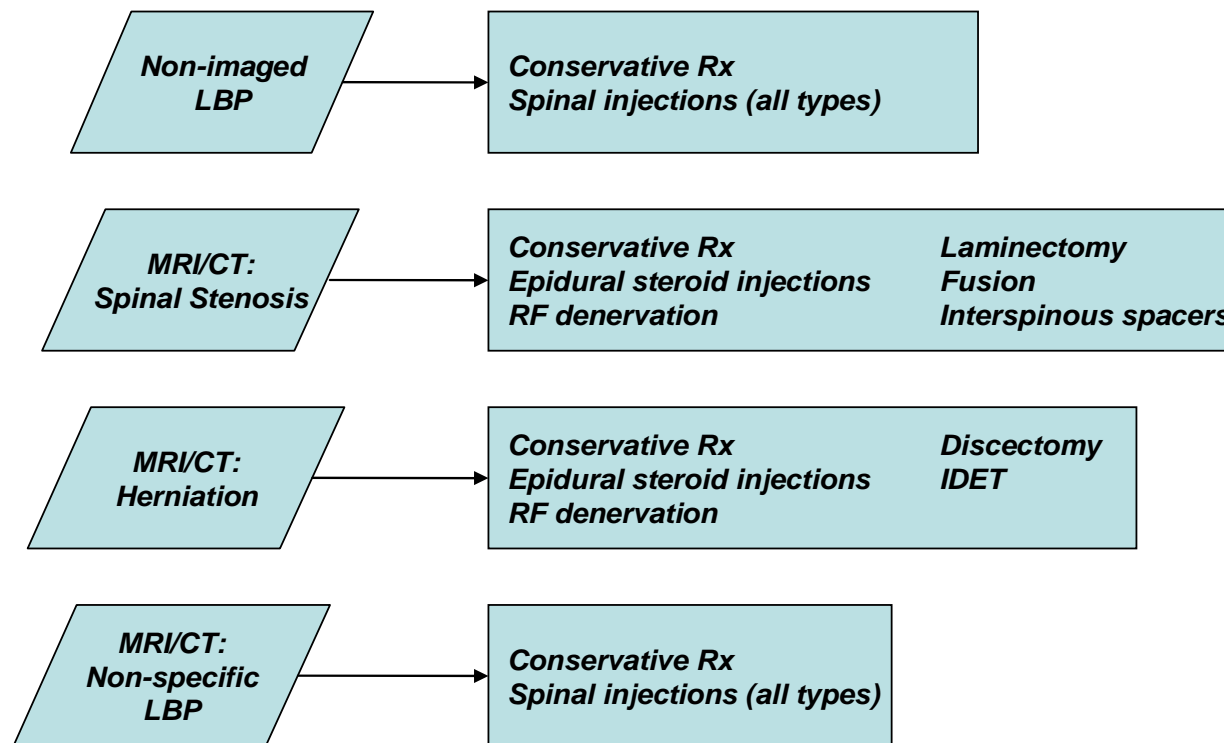 Non-imaged
LBP
Conservative Rx
Spinal injections (all types)
MRI/CT:
Spinal Stenosis
Conservative Rx
Epidural steroid injections
RF denervation
Laminectomy
Fusion
Interspinous spacers
MRI/CT:
Herniation
Conservative Rx
Epidural steroid injections
RF denervation
Discectomy
IDET
MRI/CT:
Non-specific
LBP
Conservative Rx
Spinal injections (all types)